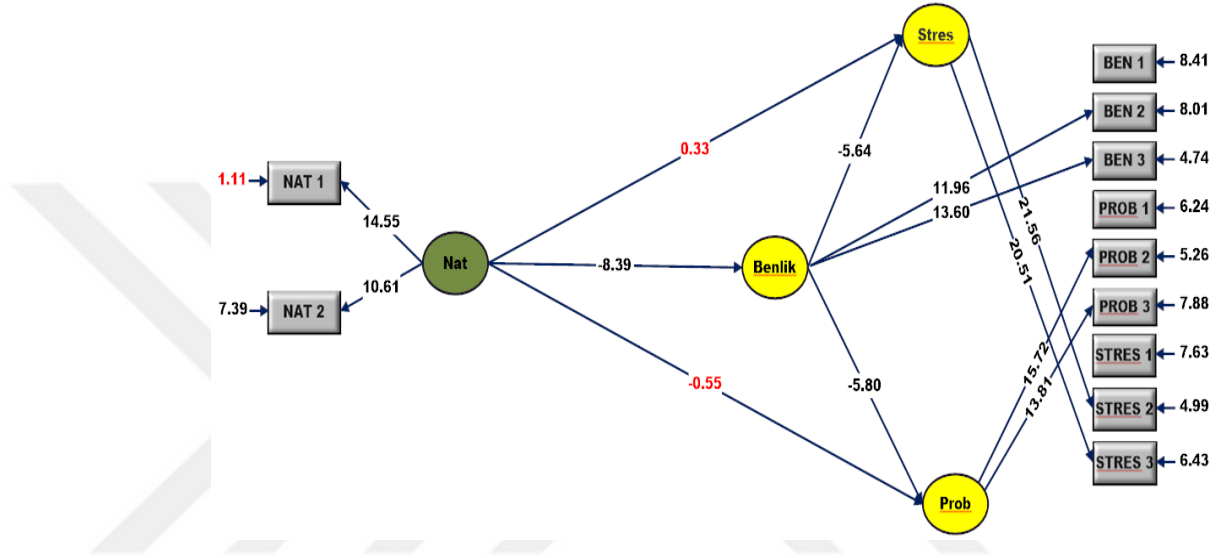 Stres
BEN 1
8.41
BEN 2
8.01
BEN 3
4.74
PROB 1
6.24
PROB 2
5.26
PROB 3
7.88
STRES 1
7.63
STRES 2
4.99
STRES 3
6.43
0.33
-5.64
11.96
13.60
21.56
20.51
1.11
NAT 1
14.55
Nat
-8.39
Benlik
10.61
7.39
NAT 2
-0.55
-5.80
15.72
13.81
Prob